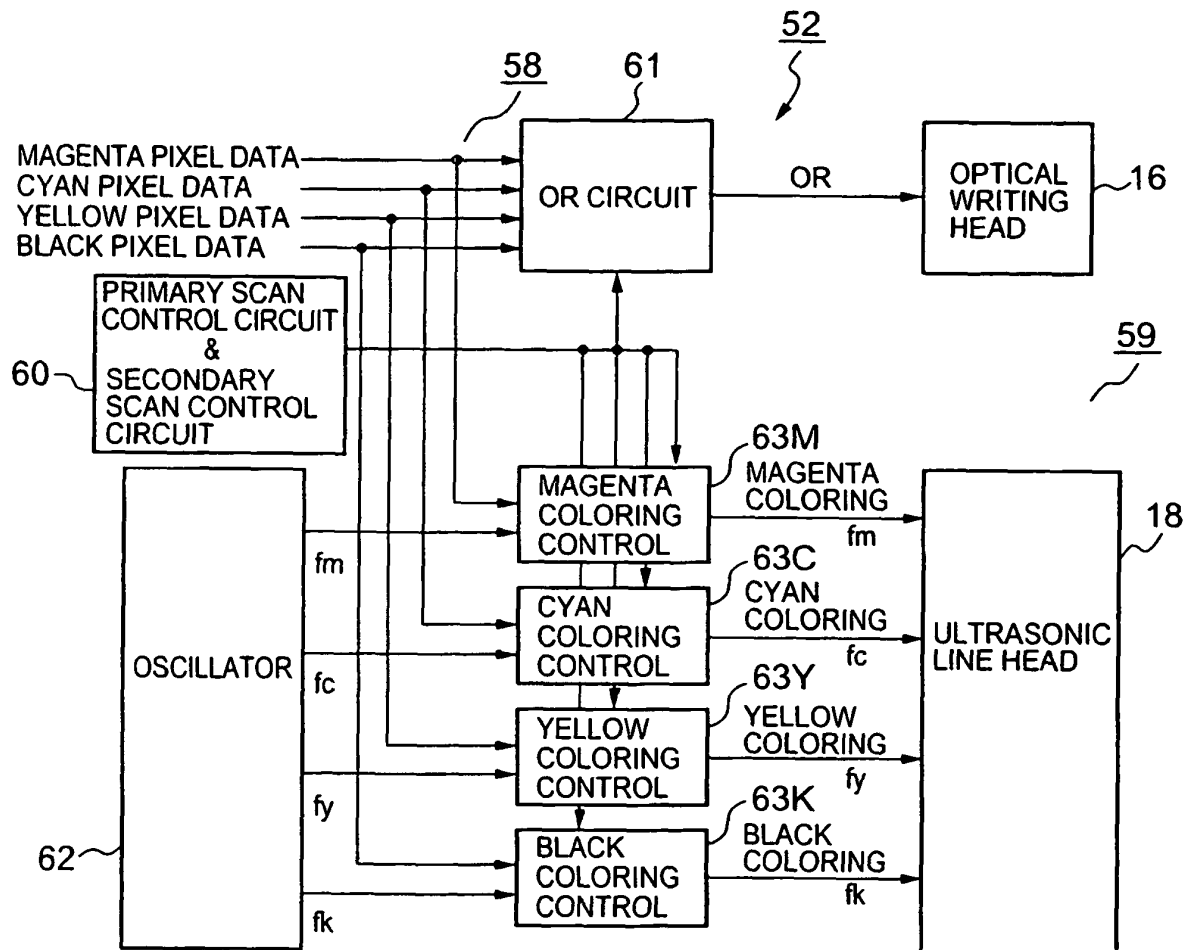 52
58
61
MAGENTA PIXEL DATA
CYAN PIXEL DATA
YELLOW PIXEL DATA
BLACK PIXEL DATA
OR CIRCUIT
OR
OPTICAL
WRITING
HEAD
16
PRIMARY SCAN
CONTROL CIRCUIT
&
SECONDARY
SCAN CONTROL
CIRCUIT
60
59
63M
MAGENTA
COLORING
CONTROL
MAGENTA
COLORING
fm
fm
18
63C
CYAN
COLORING
CONTROL
CYAN
COLORING
fc
fc
OSCILLATOR
ULTRASONIC
LINE HEAD
63Y
YELLOW
COLORING
CONTROL
YELLOW
COLORING
fy
fy
63K
BLACK
COLORING
CONTROL
BLACK
COLORING
fk
fk
62